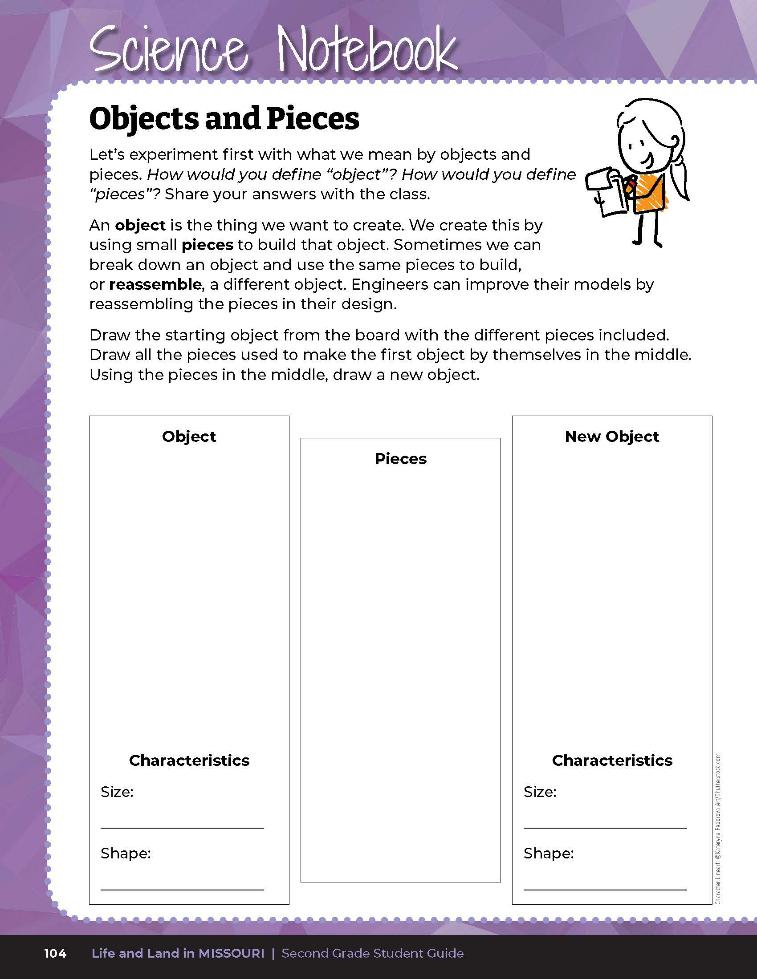 Science Notebook
Objects and Pieces
Let's experiment first with what we mean by objects and
pieces. How would you define “object”? How would you define
“pieces”? Share your answers with the class.
An object is the thing we want to create. We create this by
using small pieces to build that object. Sometimes we can
break down an object and use the same pieces to build,
or reassemble, a different object. Engineers can improve their models by
reassembling the pieces in their design.
Draw the starting object from the board with the different pieces included.
Draw all the pieces used to make the first object by themselves in the middle.
Using the pieces in the middle, draw a new object.
Object
Characteristics
Size:
Shape:
Pieces
New Object
Characteristics
Size:
Shape:
104 Life and Land in MISSOURI | Second Grade Student Guide